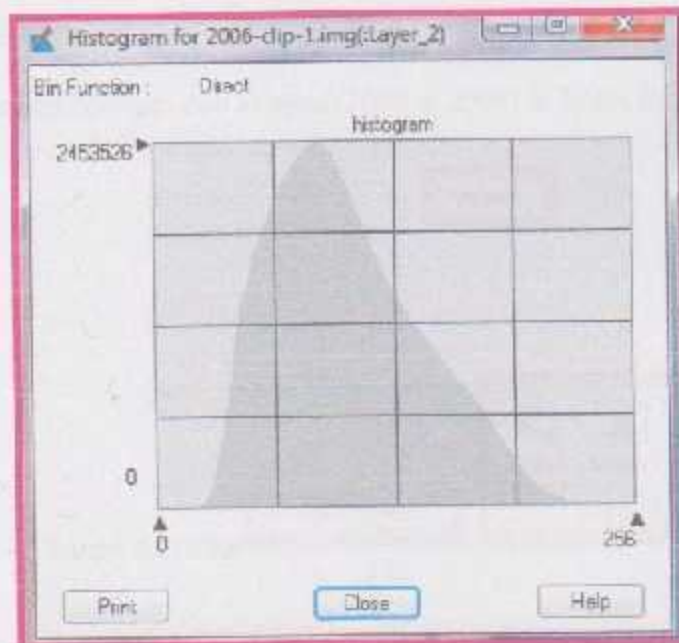 Histogram for 2006-clip-1.img(:Layer_2)
Bin Function : Direct
histogram
2453526
0
0
256
Print
Close
Help